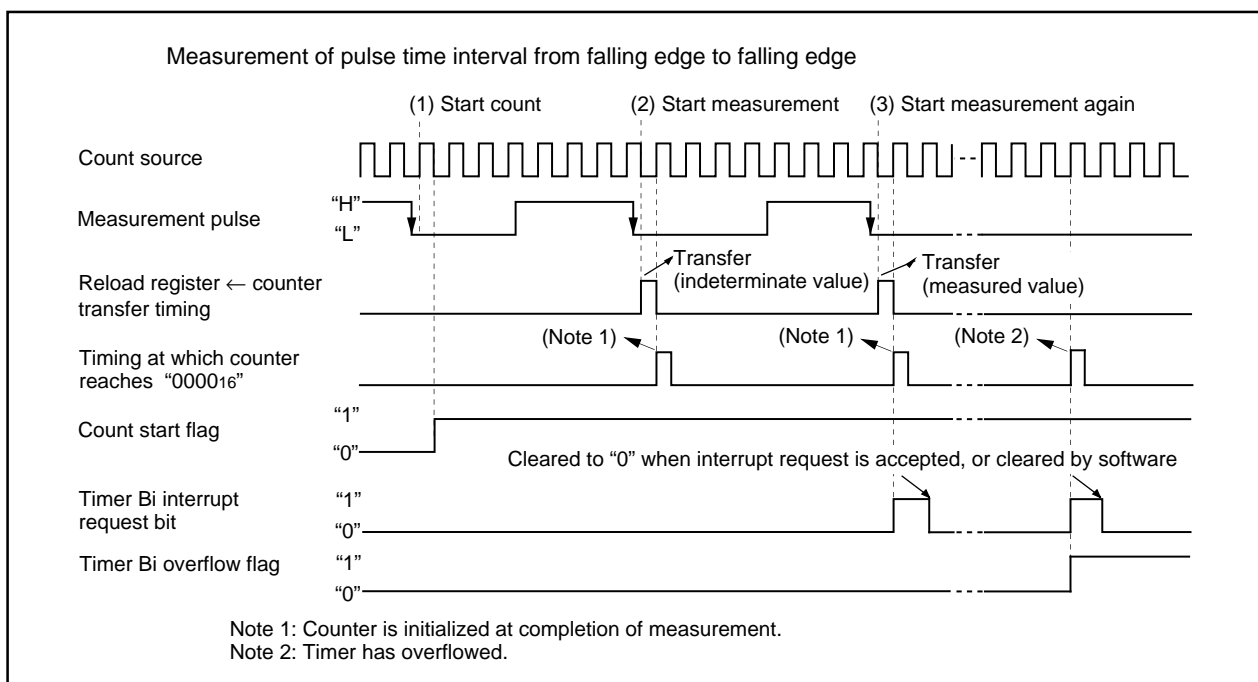 Measurement of pulse time interval from falling edge to falling edge
(1) Start count
(2) Start measurement
(3) Start measurement again
Count source
Measurement pulse
“H”
“L”
Reload register ← counter
transfer timing
Transfer
(indeterminate value)
Transfer
(measured value)
Timing at which counter
reaches “000016”
(Note 1)
(Note 1)
(Note 2)
Count start flag
“1”
“0”
Cleared to “0” when interrupt request is accepted, or cleared by software
Timer Bi interrupt
request bit
“1”
“0”
Timer Bi overflow flag
“1”
“0”
Note 1: Counter is initialized at completion of measurement.
Note 2: Timer has overflowed.